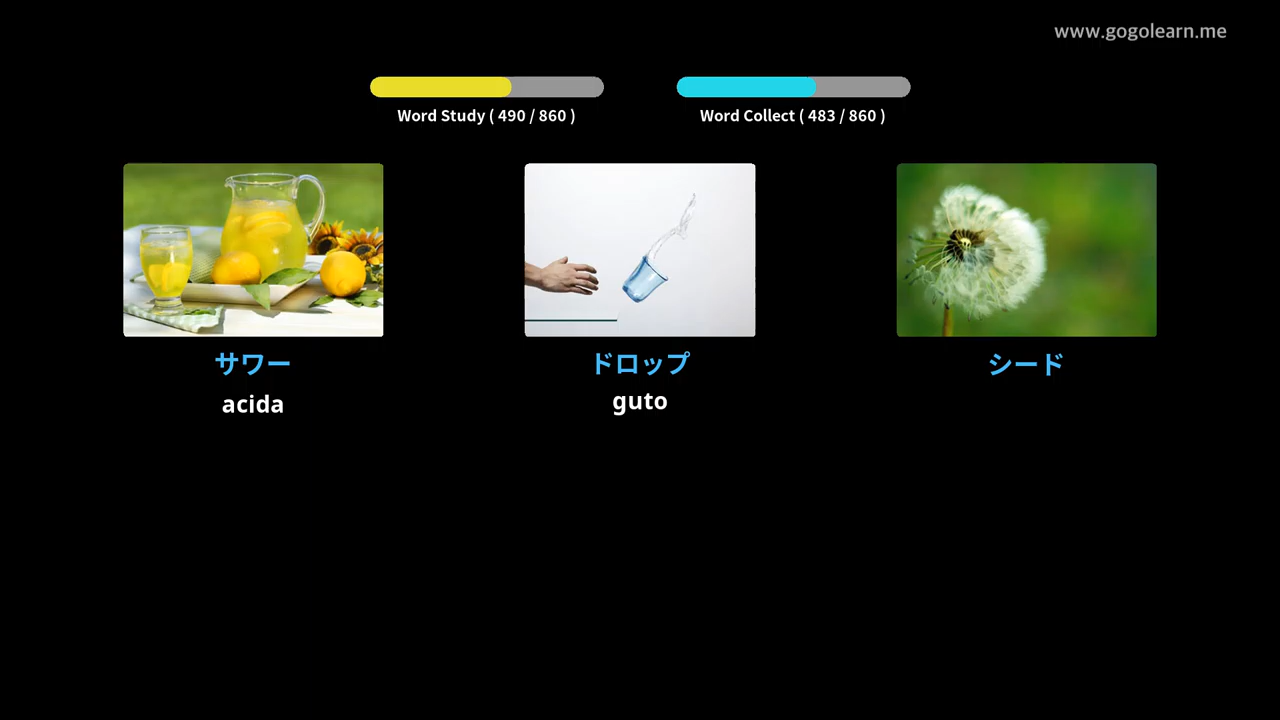 www.gogolearn.me
Word Study ( 490 / 860 )
Word Collect ( 483 / 860 )
サワー
ドロップ
シード
acida
guto